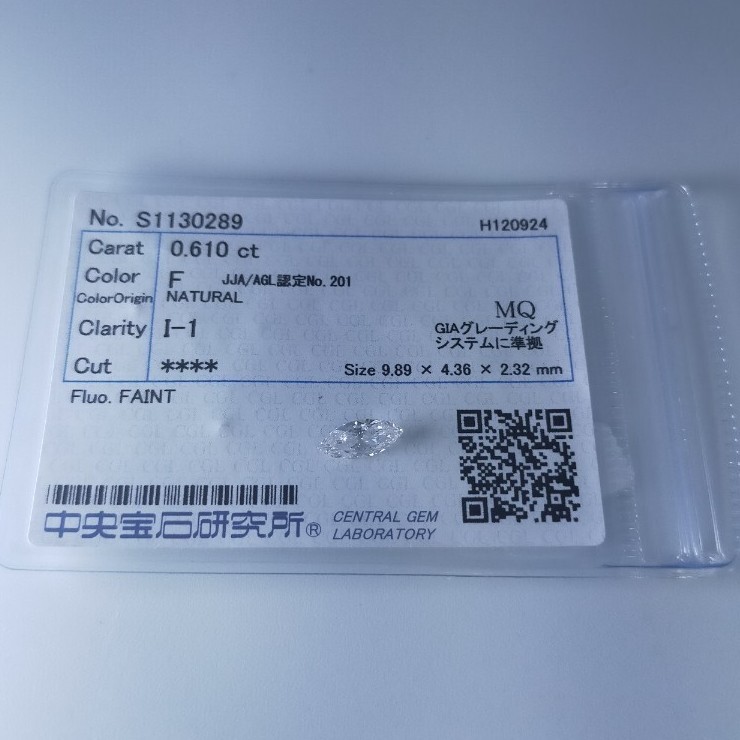 No. S1130289 H120924
Carat 0.610 ct
Color F JJA/AGL認定No.201
ColorOrigin NATURAL
Clarity I-1
MQ
GIAグレーディング
システムに準拠
Cut **** Size 9.89 × 4.36 × 2.32 mm
Fluo. FAINT
中央宝石研究所® CENTRAL GEM
LABORATORY